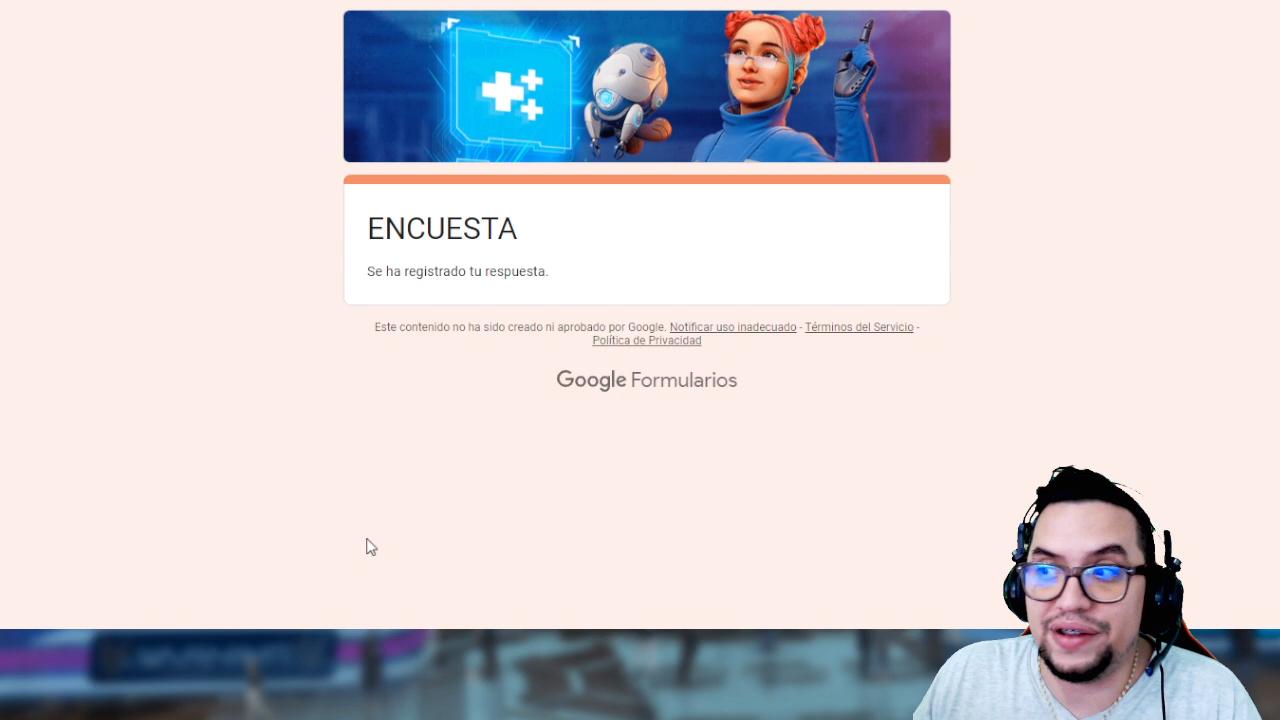 ENCUESTA
Se ha registrado tu respuesta.
Este contenido no ha sido creado ni aprobado por Google. Notificar uso inadecuado - Términos del Servicio -
Política de Privacidad
Google Formularios